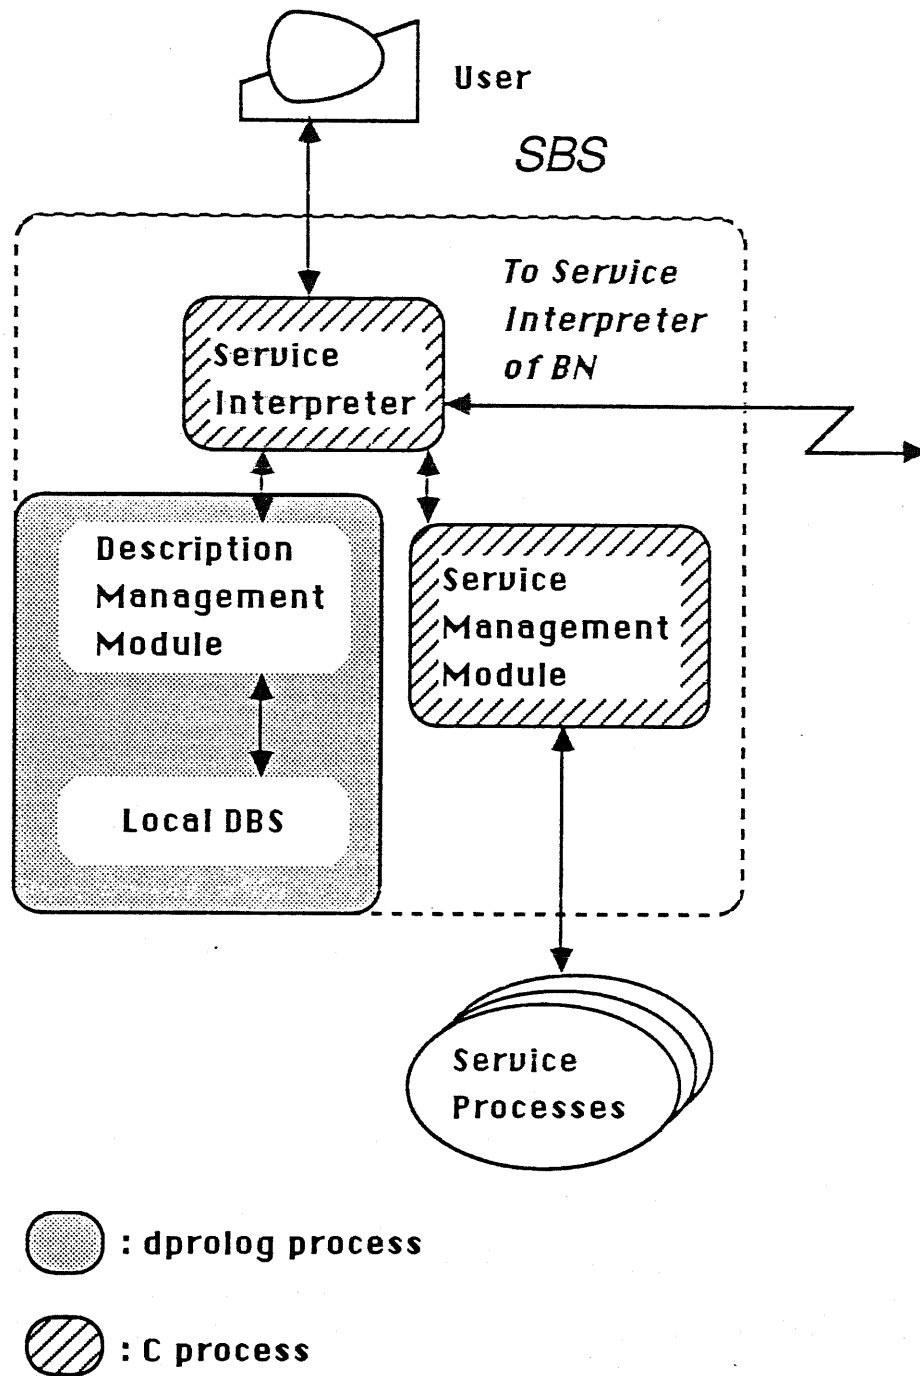 User
SBS
To Service
Interpreter
of BN
Service
Interpreter
Description
Management
Module
Service
Management
Module
Local DBS
Service
Processes
: dprolog process
: C process